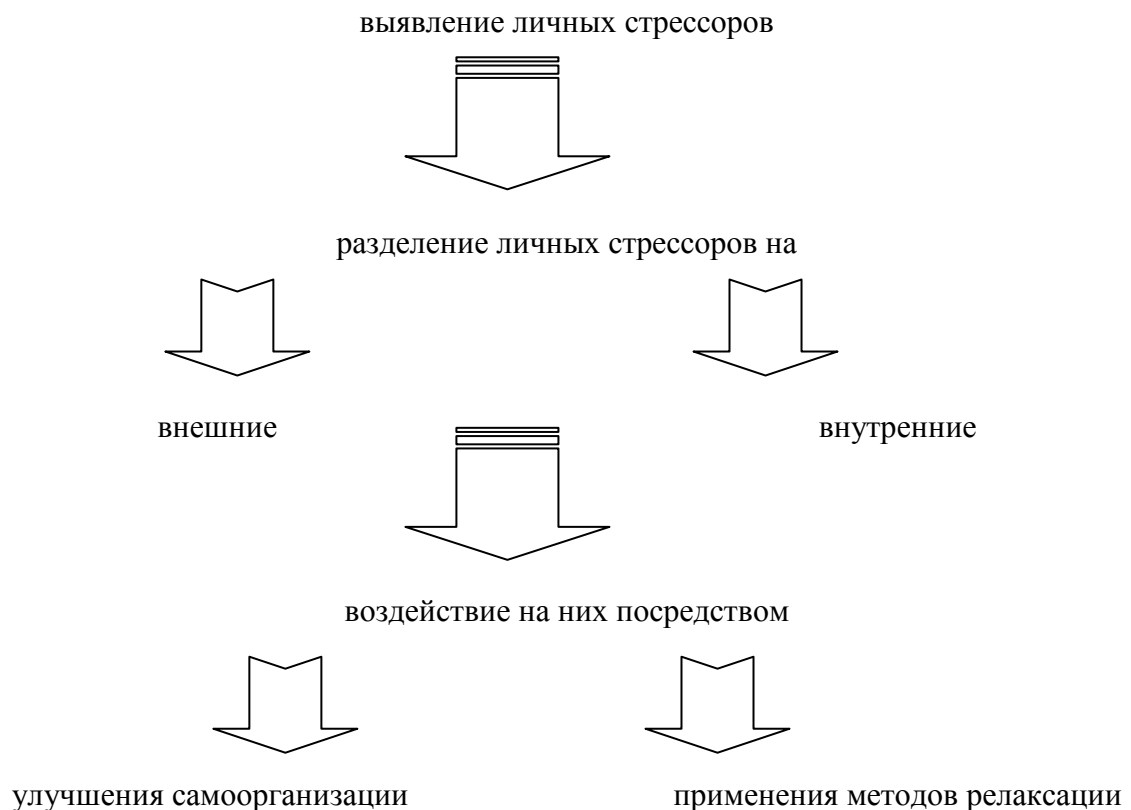 выявление личных стрессоров
разделение личных стрессоров на
внешние
внутренние
воздействие на них посредством
улучшения самоорганизации
применения методов релаксации